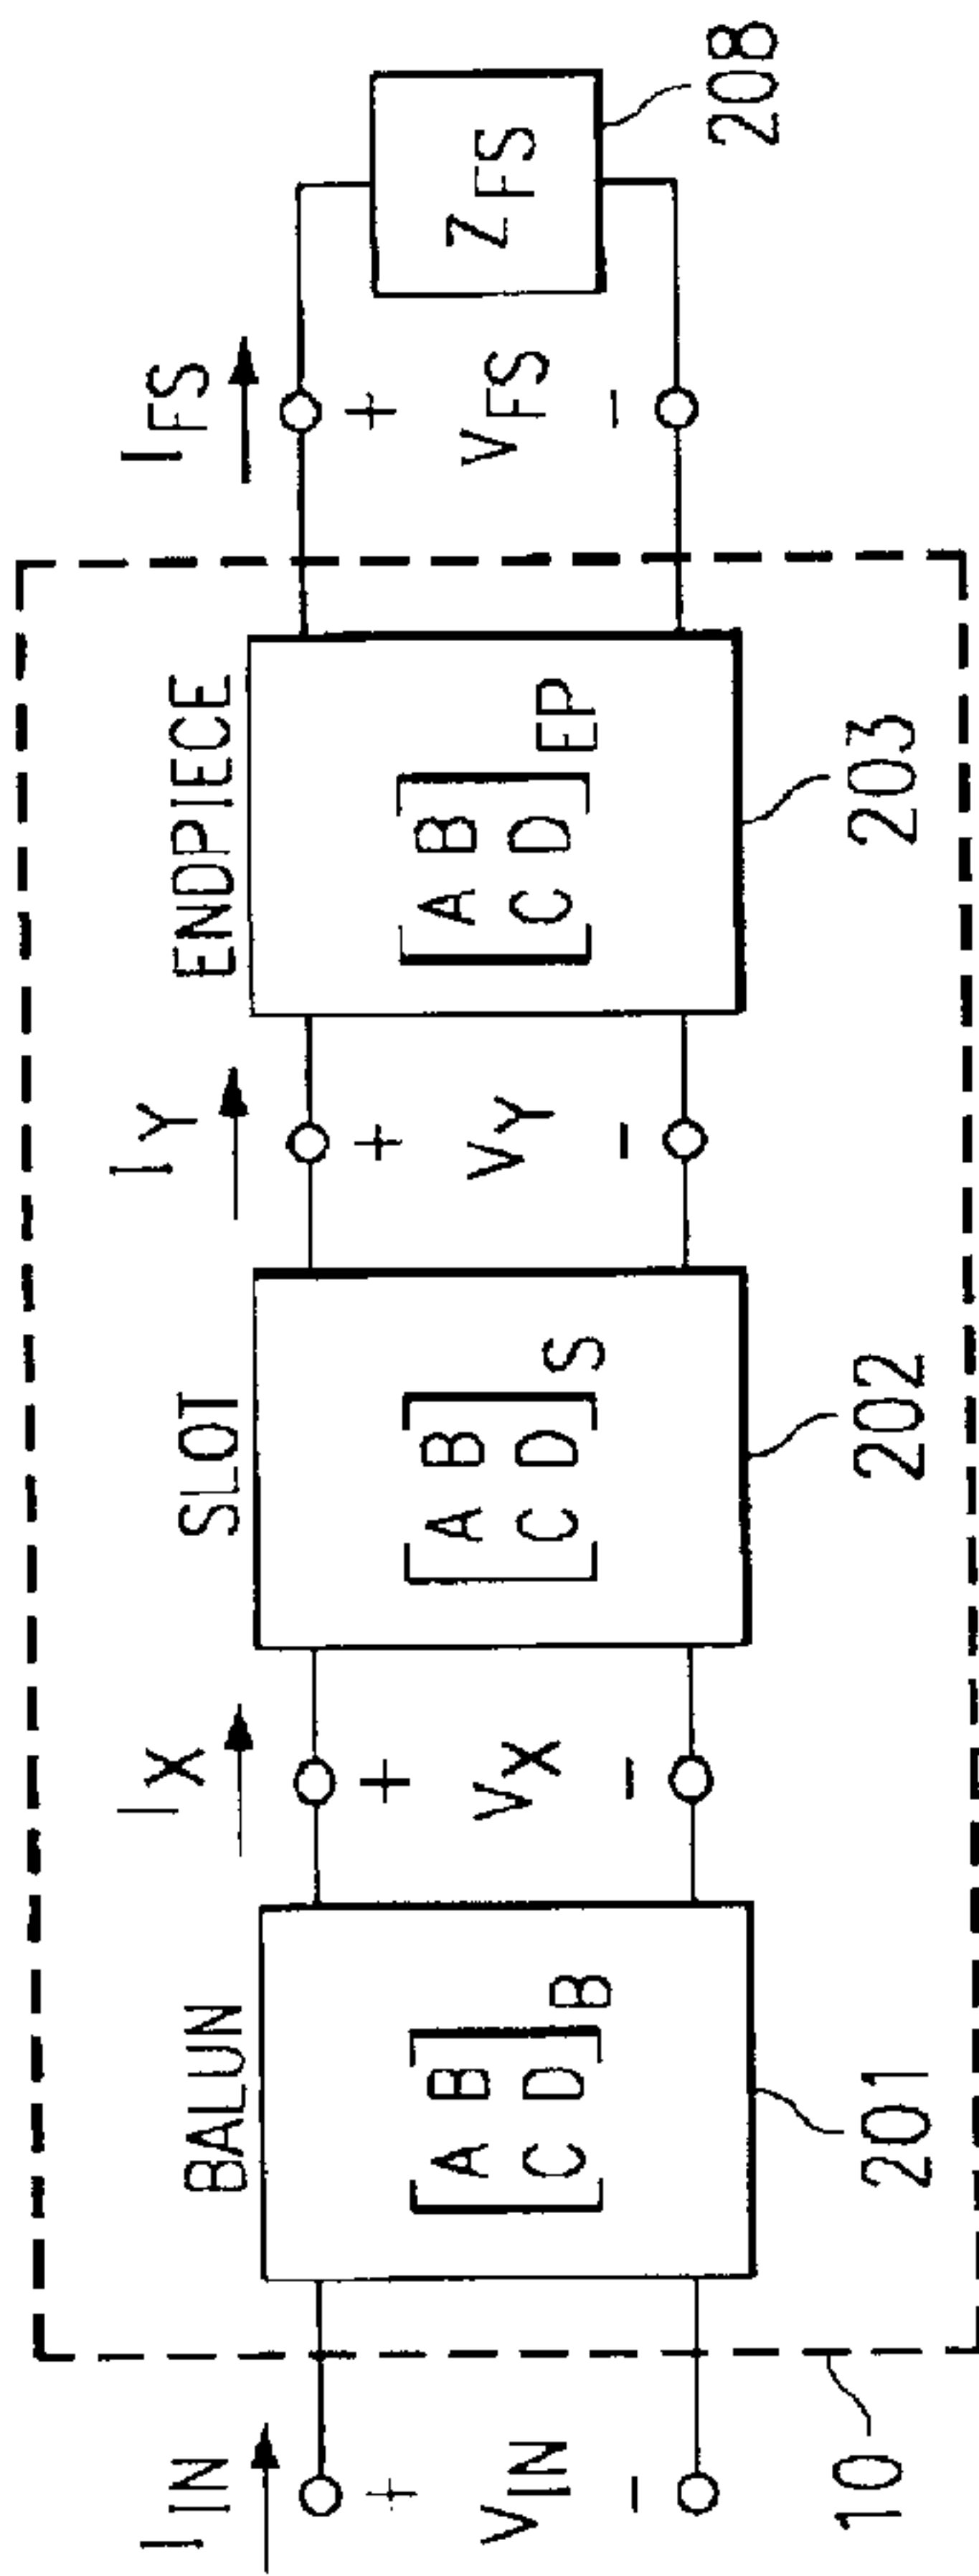 I_IN
+
V_IN
−
10
BALUN
[A B
C D]_B
201
I_X
+
V_X
−
SLOT
[A B
C D]_S
202
I_Y
+
V_Y
−
ENDPIECE
[A B
C D]_EP
203
I_FS
+
V_FS
−
Z_FS
208